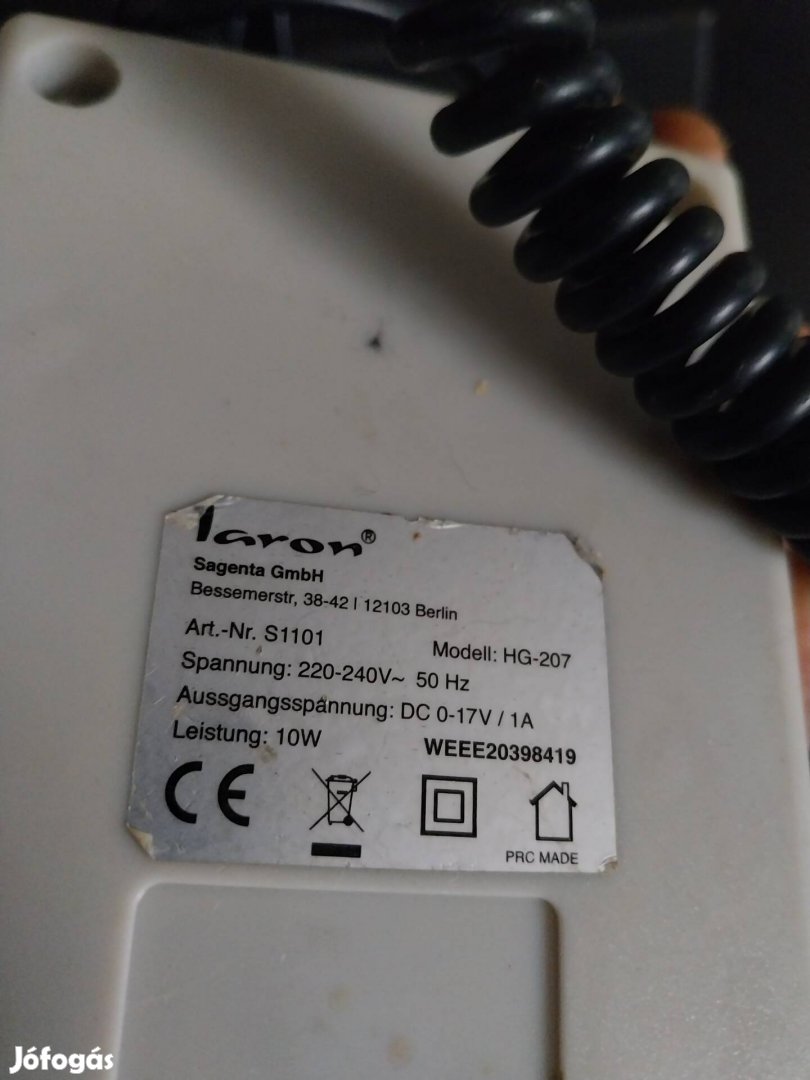 laron®
Sagenta GmbH
Bessemerstr, 38-42 | 12103 Berlin
Art.-Nr. S1101
Modell: HG-207
Spannung: 220-240V~ 50 Hz
Aussgangsspannung: DC 0-17V / 1A
Leistung: 10W
WEEE20398419
CE
PRC MADE
Jófogás